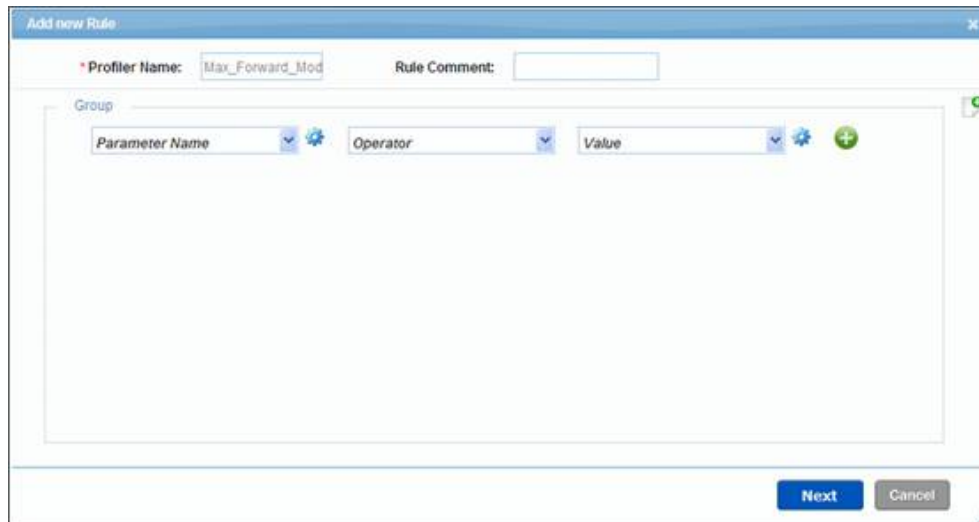 Add new Rule
* Profiler Name: Max_Forward_Mod Rule Comment:
Group
Parameter Name Operator Value
Next Cancel